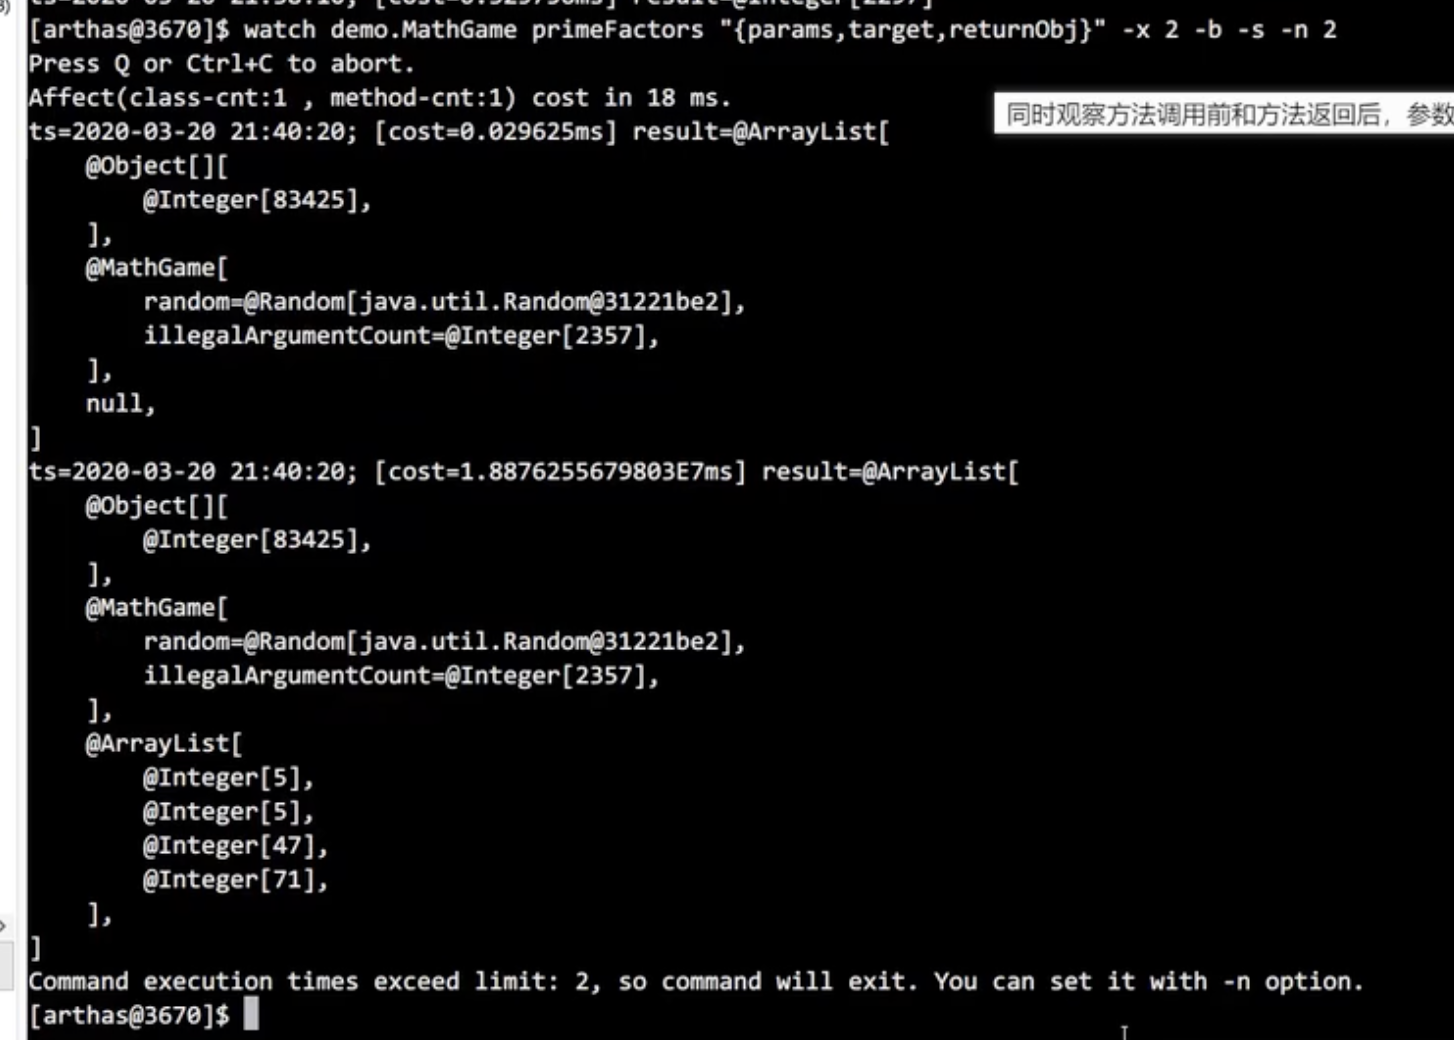 [arthas@3670]$ watch demo.MathGame primeFactors "{params,target,returnObj}" -x 2 -b -s -n 2
Press Q or Ctrl+C to abort.
Affect(class-cnt:1 , method-cnt:1) cost in 18 ms.
同时观察方法调用前和方法返回后，参数
ts=2020-03-20 21:40:20; [cost=0.029625ms] result=@ArrayList[
@Object[][
@Integer[83425],
],
@MathGame[
random=@Random[java.util.Random@31221be2],
illegalArgumentCount=@Integer[2357],
],
null,
]
ts=2020-03-20 21:40:20; [cost=1.8876255679803E7ms] result=@ArrayList[
@Object[][
@Integer[83425],
],
@MathGame[
random=@Random[java.util.Random@31221be2],
illegalArgumentCount=@Integer[2357],
],
@ArrayList[
@Integer[5],
@Integer[5],
@Integer[47],
@Integer[71],
],
]
Command execution times exceed limit: 2, so command will exit. You can set it with -n option.
[arthas@3670]$